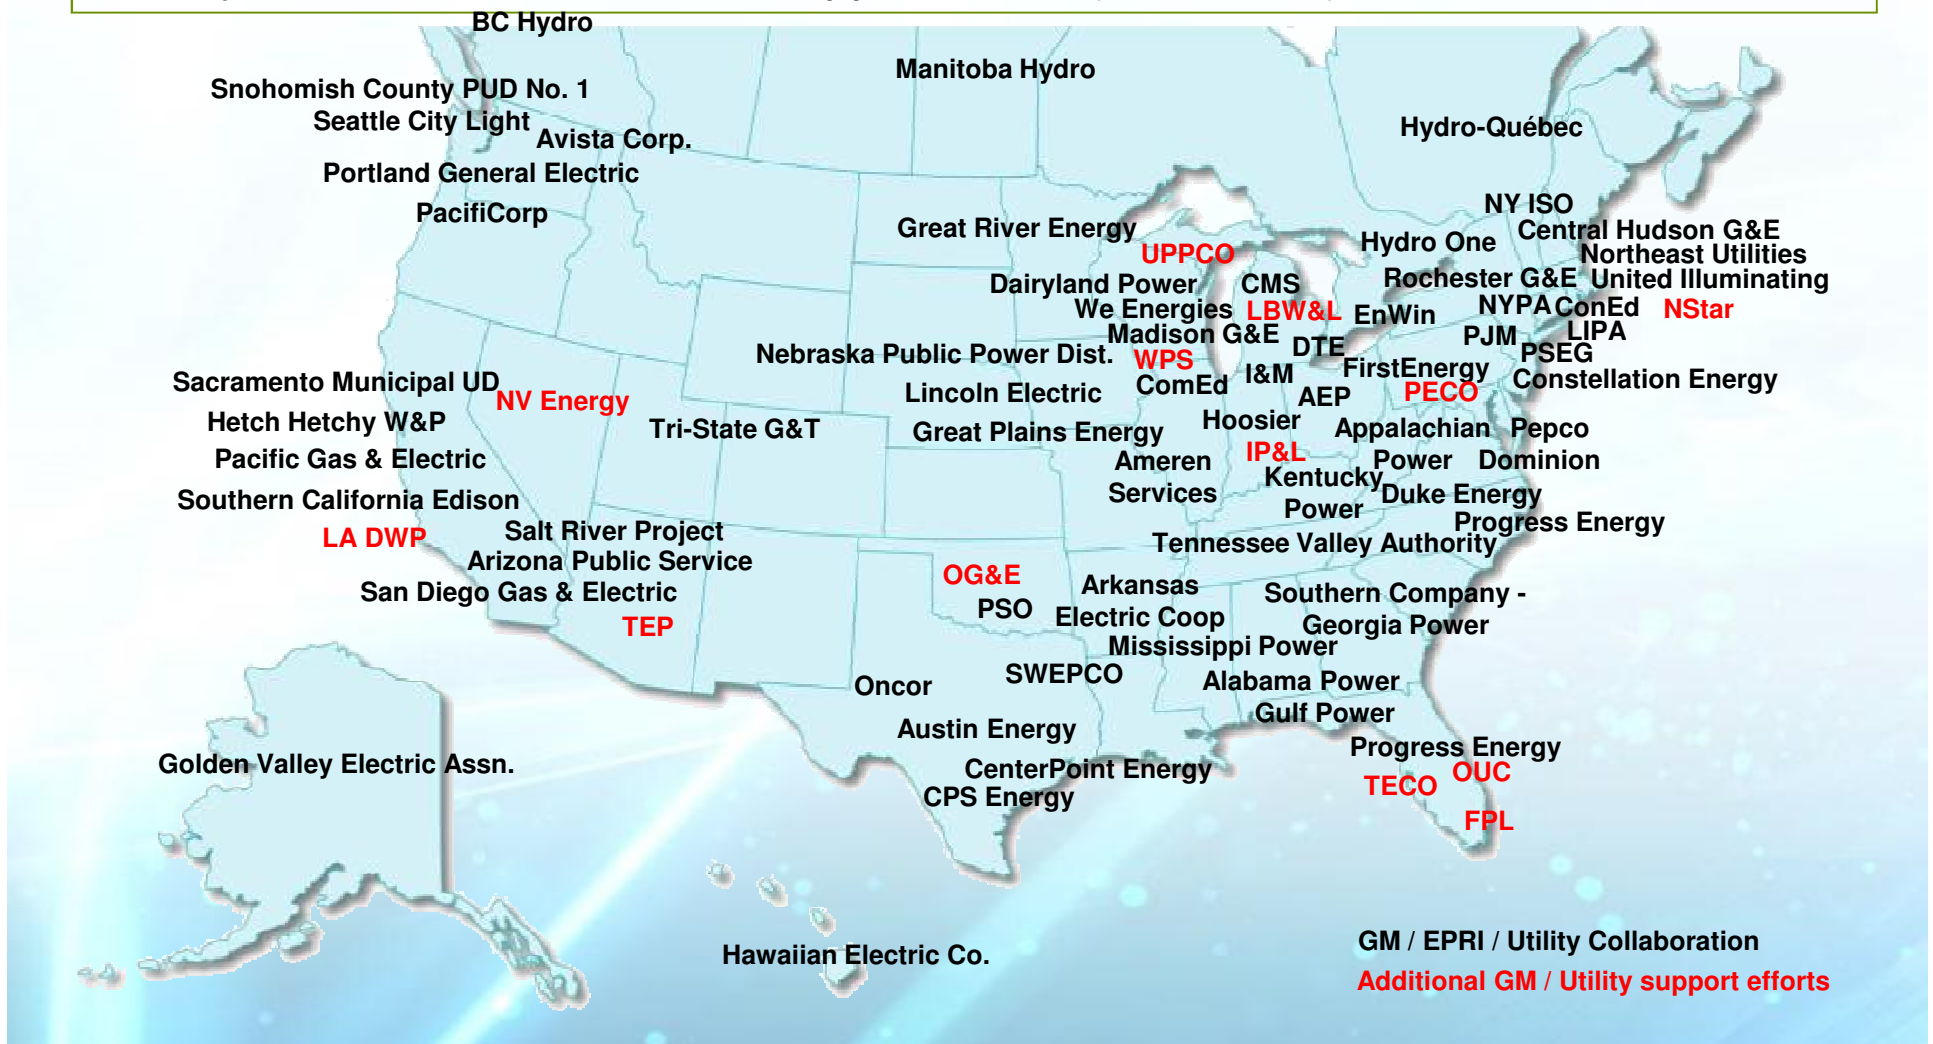 BC Hydro
Manitoba Hydro
Snohomish County PUD No. 1
Seattle City Light
Avista Corp.
Hydro-Québec
Portland General Electric
PacifiCorp
NY ISO
Great River Energy
Central Hudson G&E
Hydro One
UPPCO
Northeast Utilities
Dairyland Power
CMS
Rochester G&E
United Illuminating
We Energies
LBW&L
EnWin
NYPA
ConEd
NStar
Madison G&E
DTE
PJM
LIPA
Nebraska Public Power Dist.
WPS
PSEG
I&M
FirstEnergy
Sacramento Municipal UD
ComEd
Constellation Energy
NV Energy
Lincoln Electric
AEP
PECO
Hetch Hetchy W&P
Tri-State G&T
Great Plains Energy
Hoosier
Appalachian
Power
Pepco
Pacific Gas & Electric
Ameren
Services
IP&L
Dominion
Kentucky
Power
Southern California Edison
Duke Energy
LA DWP
Salt River Project
Progress Energy
Arizona Public Service
Tennessee Valley Authority
San Diego Gas & Electric
OG&E
Arkansas
Electric Coop
Southern Company -
Georgia Power
TEP
PSO
Mississippi Power
Oncor
SWEPCO
Alabama Power
Gulf Power
Austin Energy
Progress Energy
Golden Valley Electric Assn.
CenterPoint Energy
TECO
OUC
CPS Energy
FPL
Hawaiian Electric Co.
GM / EPRI / Utility Collaboration
Additional GM / Utility support efforts